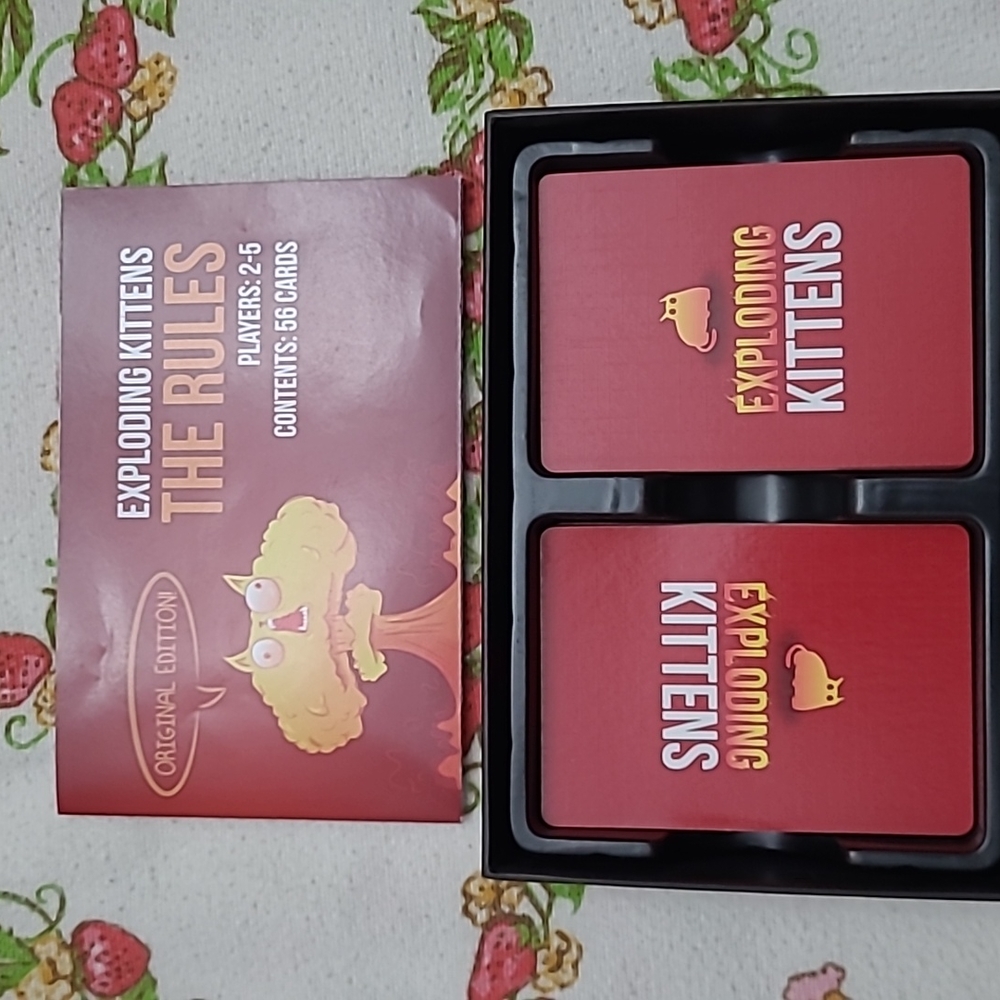 ORIGINAL EDITION!
EXPLODING KITTENS
THE RULES
PLAYERS: 2-5
CONTENTS: 56 CARDS
EXPLODING
KITTENS
EXPLODING
KITTENS